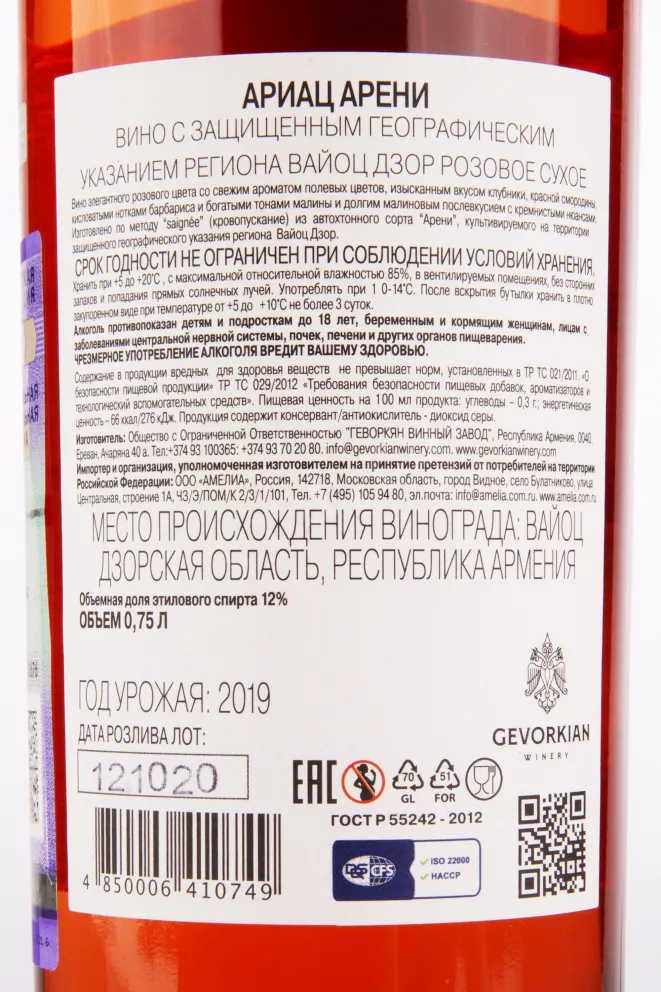 АРИАЦ АРЕНИ
ВИНО С ЗАЩИЩЕННЫМ ГЕОГРАФИЧЕСКИМ
УКАЗАНИЕМ РЕГИОНА ВАЙОЦ ДЗОР РОЗОВОЕ СУХОЕ
Вино элегантного розового цвета со свежим ароматом полевых цветов, изысканным вкусом клубники, красной смородины,
кисловатыми нотками барбариса и богатыми тонами малины и долгим малиновым послевкусием с кремнистыми нюансами.
Изготовлено по методу "saignée" (кровопускание) из автохтонного сорта "Арени", культивируемого на территории
защищенного географического указания региона Вайоц Дзор.
СРОК ГОДНОСТИ НЕ ОГРАНИЧЕН ПРИ СОБЛЮДЕНИИ УСЛОВИЙ ХРАНЕНИЯ.
Хранить при +5 до +20°С , с максимальной относительной влажностью 85%, в вентилируемых помещениях, без сторонних
запахов и попадания прямых солнечных лучей. Употреблять при 1 0-14°С. После вскрытия бутылки хранить в плотно
закупоренном виде при температуре от +5 до +10°С не более 3 суток.
Алкоголь противопоказан детям и подросткам до 18 лет, беременным и кормящим женщинам, лицам с
заболеваниями центральной нервной системы, почек, печени и других органов пищеварения.
ЧРЕЗМЕРНОЕ УПОТРЕБЛЕНИЕ АЛКОГОЛЯ ВРЕДИТ ВАШЕМУ ЗДОРОВЬЮ.
Содержание в продукции вредных для здоровья веществ не превышает норм, установленных в ТР ТС 021/2011. «О
безопасности пищевой продукции» ТР ТС 029/2012 «Требования безопасности пищевых добавок, ароматизаторов и
технологических вспомогательных средств». Пищевая ценность на 100 мл продукта: углеводы – 0,3 г.; энергетическая
ценность – 66 ккал/276 кДж. Продукция содержит консервант/антиокислитель - диоксид серы.
Изготовитель: Общество с Ограниченной Ответственностью "ГЕВОРКЯН ВИННЫЙ ЗАВОД", Республика Армения, 0040.
Ереван, Ачаряна 40 а. Тел:+374 93 100365: +374 93 70 20 80. info@gevorkianwinery.com. www.gevorkianwinery.com
Импортер и организация, уполномоченная изготовителем на принятие претензий от потребителей на территории
Российской Федерации: ООО «АМЕЛИА», Россия, 142718, Московская область, город Видное, село Булатниково, улица
Центральная, строение 1А, ЧЗ/Э/ПОМ/К 2/3/1/101, Тел. +7 (495) 105 94 80, эл.почта: info@amelia.com.ru. www.amelia.com.ru
МЕСТО ПРОИСХОЖДЕНИЯ ВИНОГРАДА: ВАЙОЦ
ДЗОРСКАЯ ОБЛАСТЬ, РЕСПУБЛИКА АРМЕНИЯ
Объемная доля этилового спирта 12%
ОБЪЕМ 0,75 Л
ГОД УРОЖАЯ: 2019
ДАТА РОЗЛИВА ЛОТ:
121020
GEVORKIAN
WINERY
EAC
70
GL
51
FOR
ГОСТ Р 55242 - 2012
4 850006 410749
DQS CFS
ISO 22000
HACCP